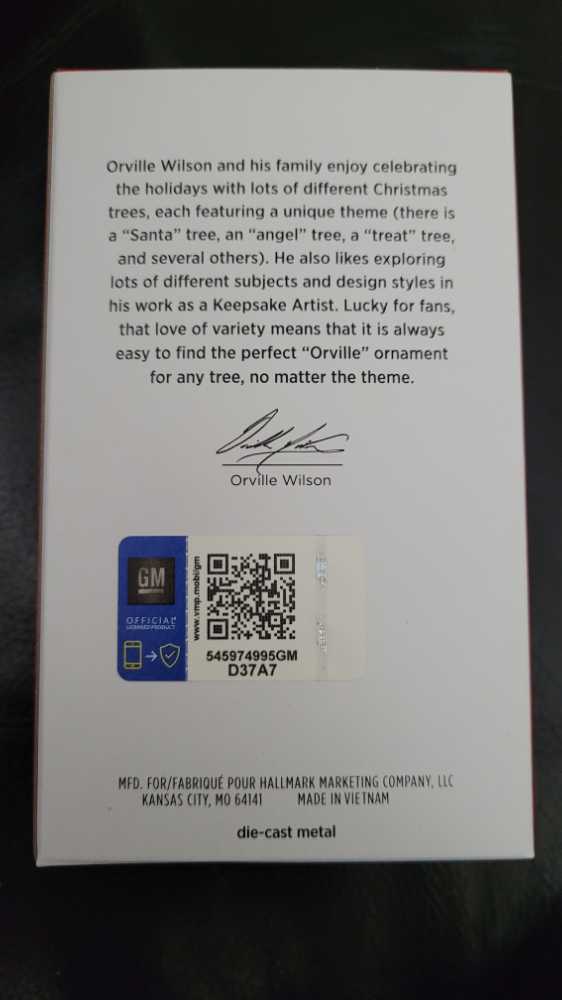 Orville Wilson and his family enjoy celebrating
the holidays with lots of different Christmas
trees, each featuring a unique theme (there is
a “Santa” tree, an “angel” tree, a “treat” tree,
and several others). He also likes exploring
lots of different subjects and design styles in
his work as a Keepsake Artist. Lucky for fans,
that love of variety means that it is always
easy to find the perfect “Orville” ornament
for any tree, no matter the theme.
Orville Wilson
GM
OFFICIAL
LICENSED PRODUCT
www.vmp.mobi/gm
545974995GM
D37A7
MFD. FOR/FABRIQUÉ POUR HALLMARK MARKETING COMPANY, LLC
KANSAS CITY, MO 64141 MADE IN VIETNAM
die-cast metal